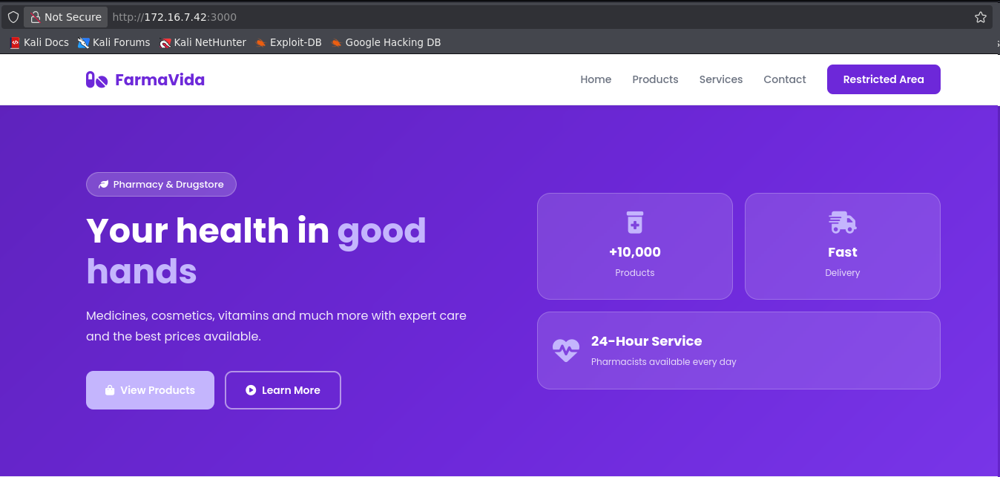 Not Secure http://172.16.7.42:3000
Kali Docs Kali Forums Kali NetHunter Exploit-DB Google Hacking DB
FarmaVida Home Products Services Contact Restricted Area
Pharmacy & Drugstore
Your health in good
hands
Medicines, cosmetics, vitamins and much more with expert care
and the best prices available.
View Products Learn More
+10,000
Products
Fast
Delivery
24-Hour Service
Pharmacists available every day